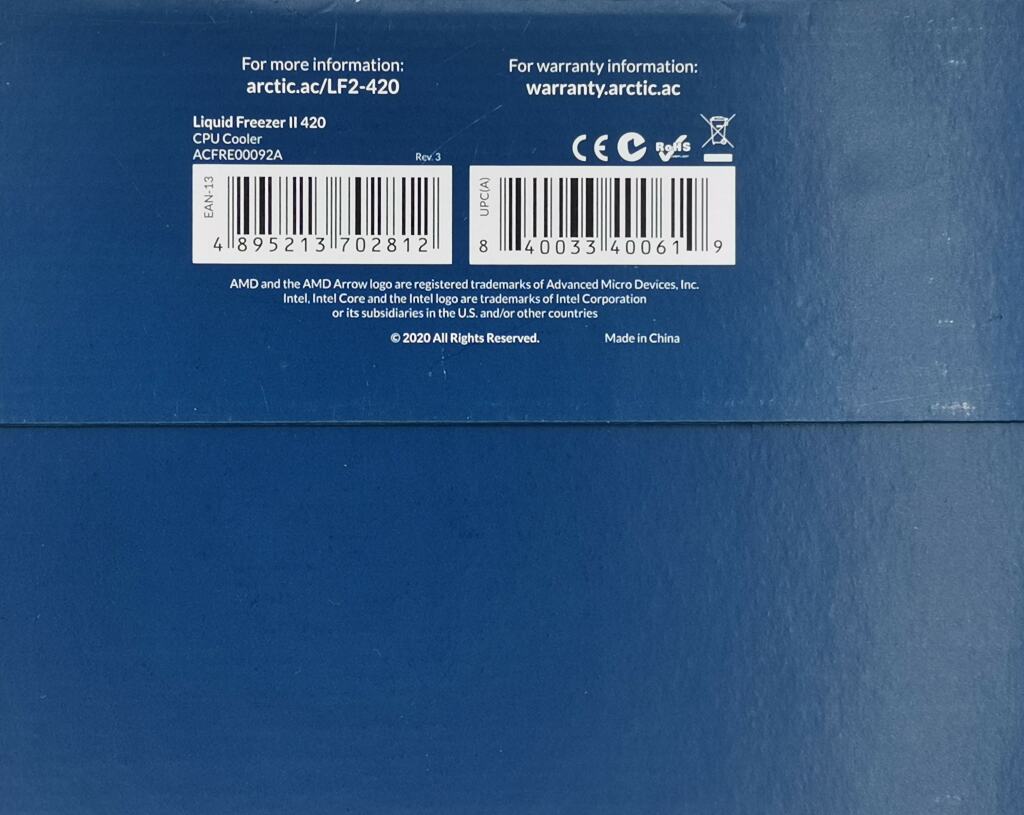 For more information:
arctic.ac/LF2-420
For warranty information:
warranty.arctic.ac
Liquid Freezer II 420
CPU Cooler
ACFRE00092A
Rev. 3
CE
RoHS
EAN-13
4 895213 702812
UPC(A)
8 40033 40061 9
AMD and the AMD Arrow logo are registered trademarks of Advanced Micro Devices, Inc.
Intel, Intel Core and the Intel logo are trademarks of Intel Corporation
or its subsidiaries in the U.S. and/or other countries
© 2020 All Rights Reserved.
Made in China